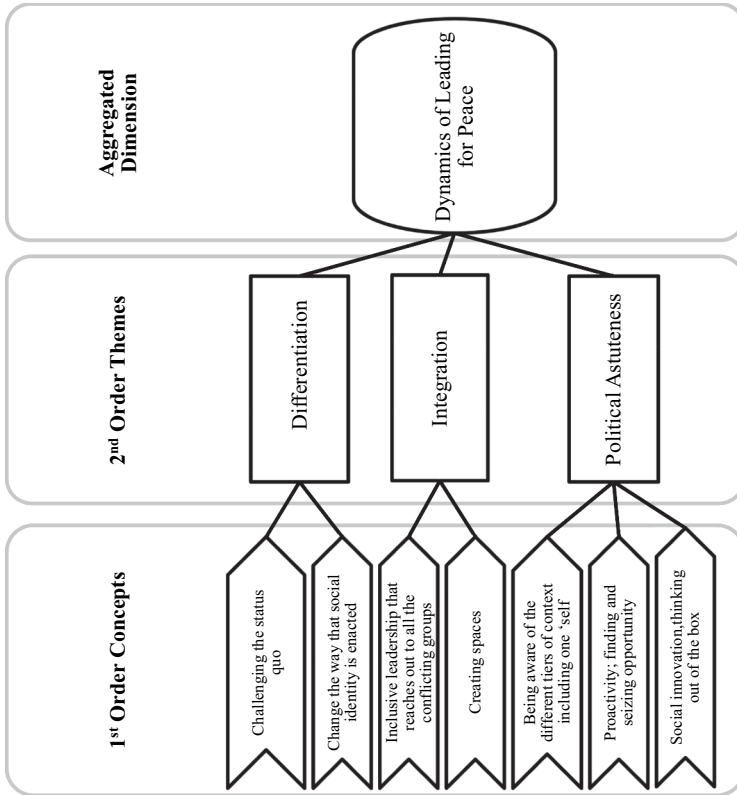 1st Order Concepts
Challenging the status
quo
Change the way that social
identity is enacted
Inclusive leadership that
reaches out to all the
conflicting groups
Creating spaces
Being aware of the
different tiers of context
including one ‘self
Proactivity; finding and
seizing opportunity
Social innovation,thinking
out of the box
2nd Order Themes
Differentiation
Integration
Political Astuteness
Aggregated
Dimension
Dynamics of Leading
for Peace